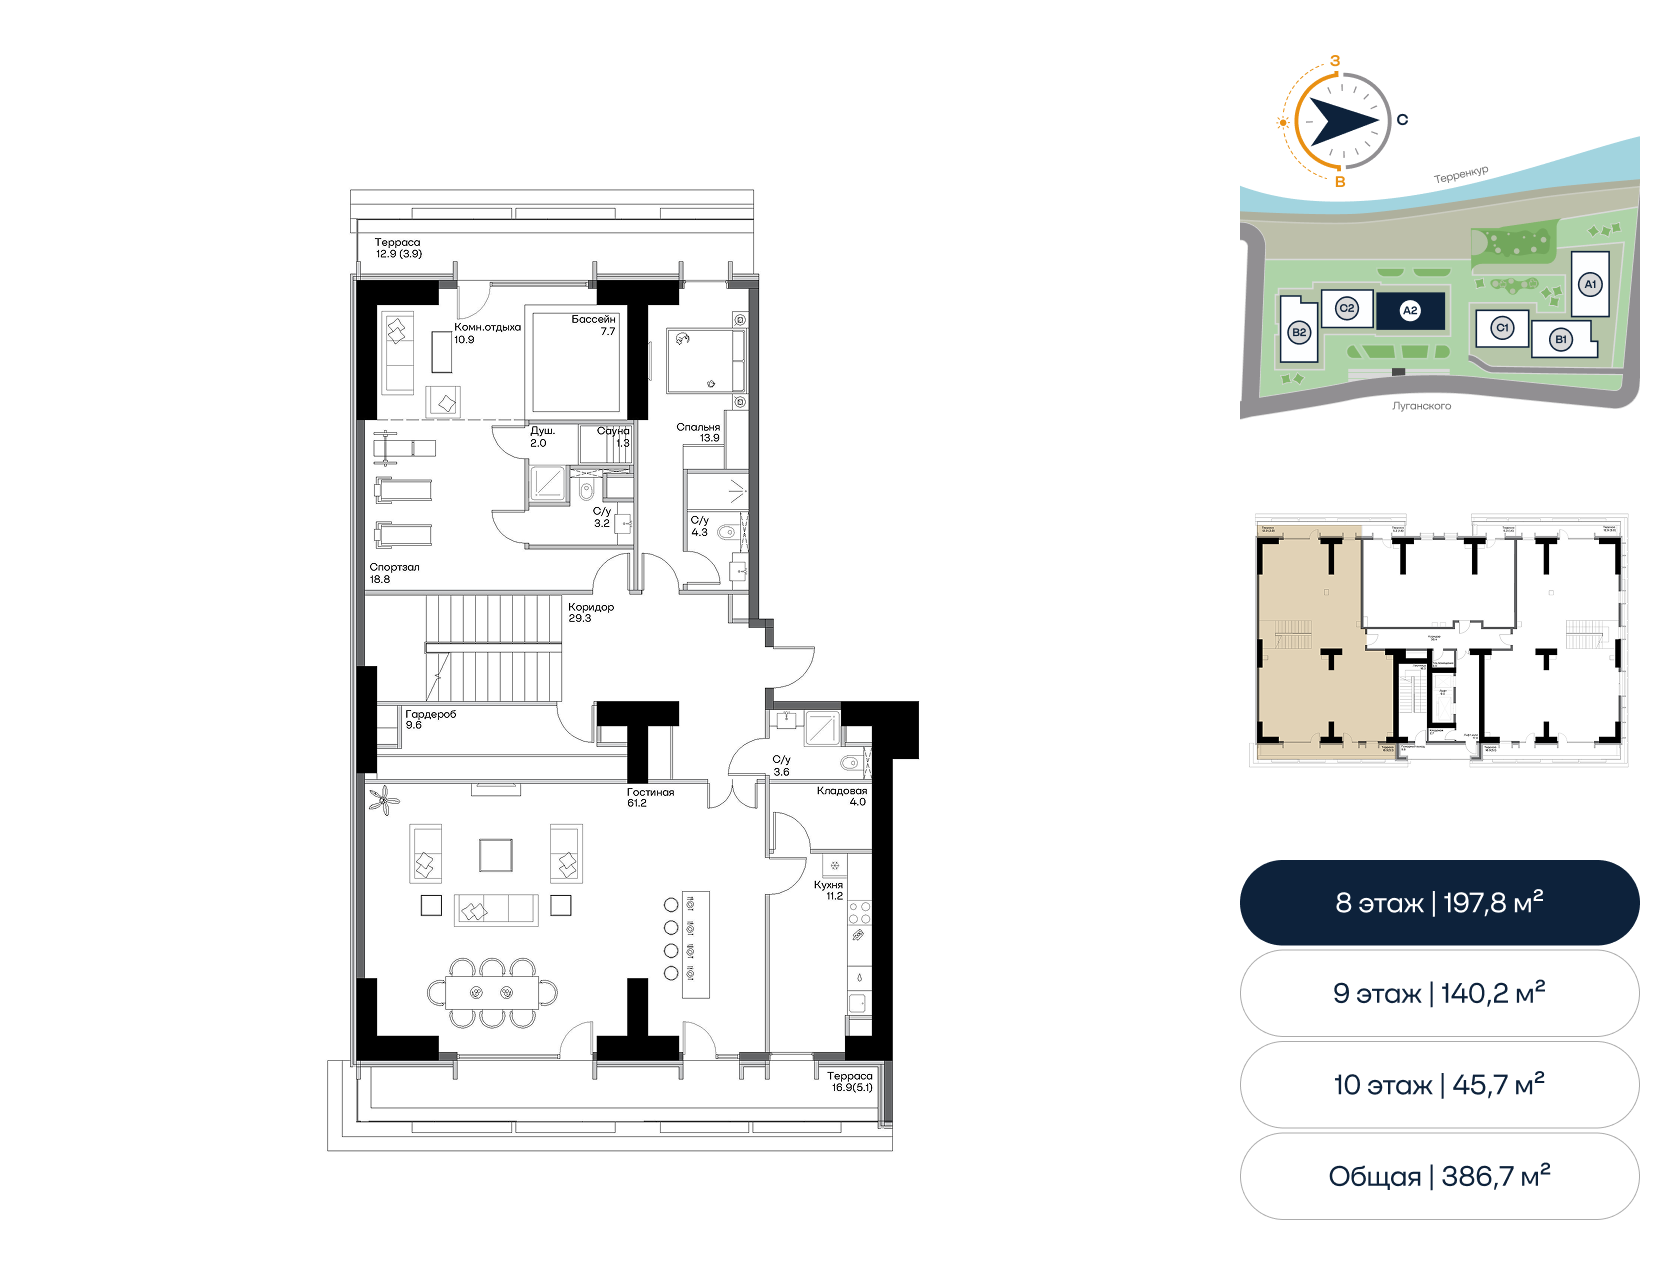 Терраса
12.9 (3.9)
Комн.отдыха
10.9
Бассейн
7.7
Душ.
2.0
Сауна
1.3
Спальня
13.9
С/у
3.2
С/у
4.3
Спортзал
18.8
Коридор
29.3
Гардероб
9.6
С/у
3.6
Гостиная
61.2
Кладовая
4.0
Кухня
11.2
Терраса
16.9(5.1)
З
С
В
Терренкур
A1
C2
A2
B2
C1
B1
Луганского
8 этаж | 197,8 м²
9 этаж | 140,2 м²
10 этаж | 45,7 м²
Общая | 386,7 м²